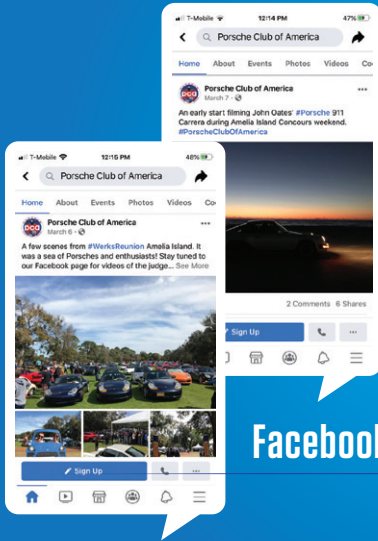 T-Mobile 12:14 PM 47%
Porsche Club of America
Home About Events Photos Videos Co
Porsche Club of America
March 7 ·
An early start filming John Oates' #Porsche 911
Carrera during Amelia Island Concours weekend.
#PorscheClubOfAmerica
2 Comments 6 Shares
Sign Up
T-Mobile 12:15 PM 48%
Porsche Club of America
Home About Events Photos Videos Co
pca Porsche Club of America
March 6 ·
A few scenes from #WerksReunion Amelia Island. It
was a sea of Porsches and enthusiasts! Stay tuned to
our Facebook page for videos of the judge... See More
Sign Up
Facebool